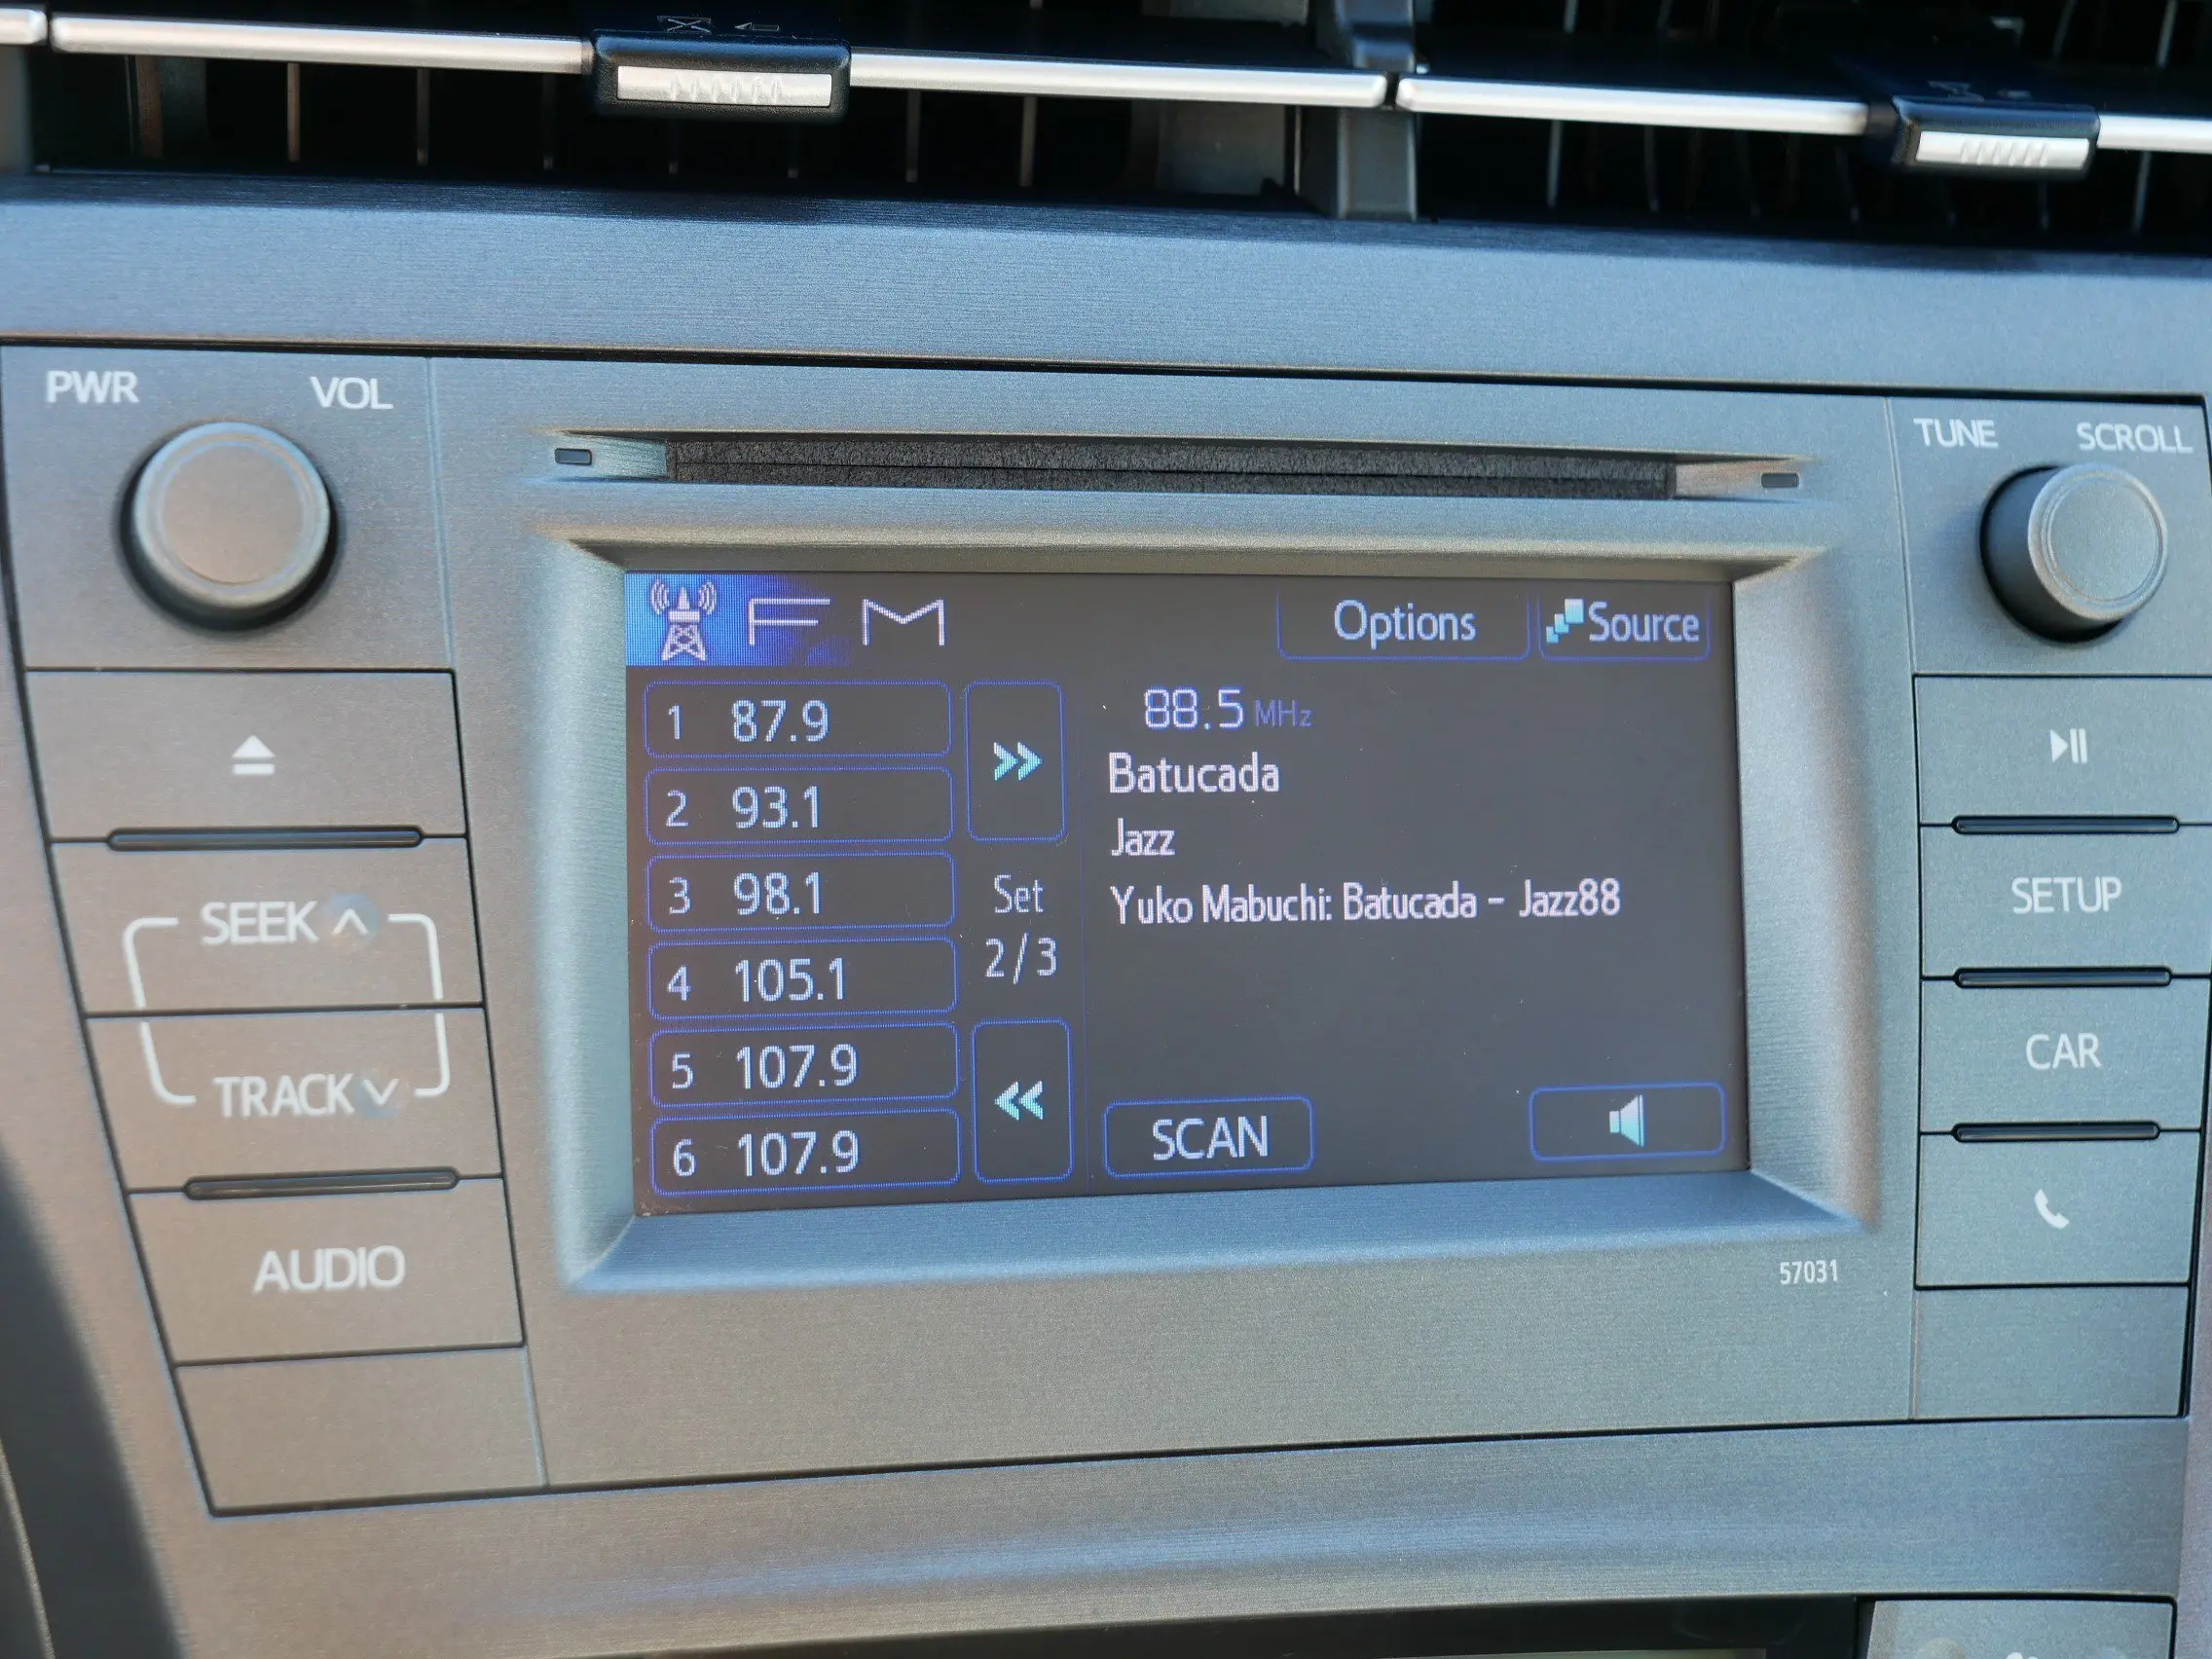 PWR VOL
TUNE SCROLL
FM Options Source
1 87.9
2 93.1
3 98.1
4 105.1
5 107.9
6 107.9
Set
2/3
88.5 MHz
Batucada
Jazz
Yuko Mabuchi: Batucada - Jazz88
SCAN
SEEK
TRACK
AUDIO
SETUP
CAR
57031